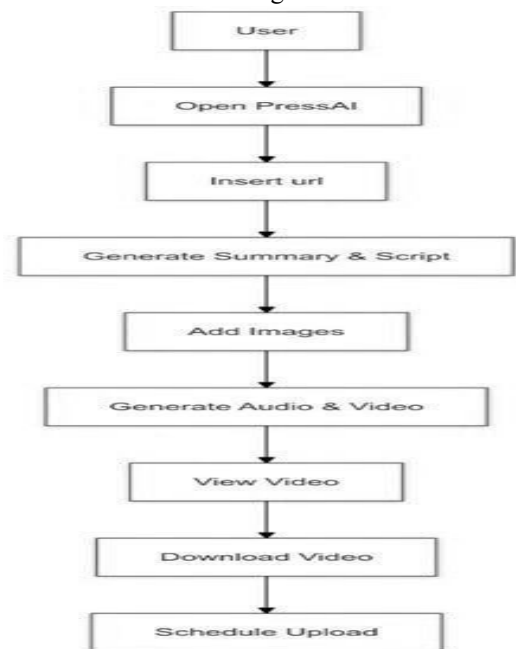 User
Open PressAI
Insert url
Generate Summary & Script
Add Images
Generate Audio & Video
View Video
Download Video
Schedule Upload